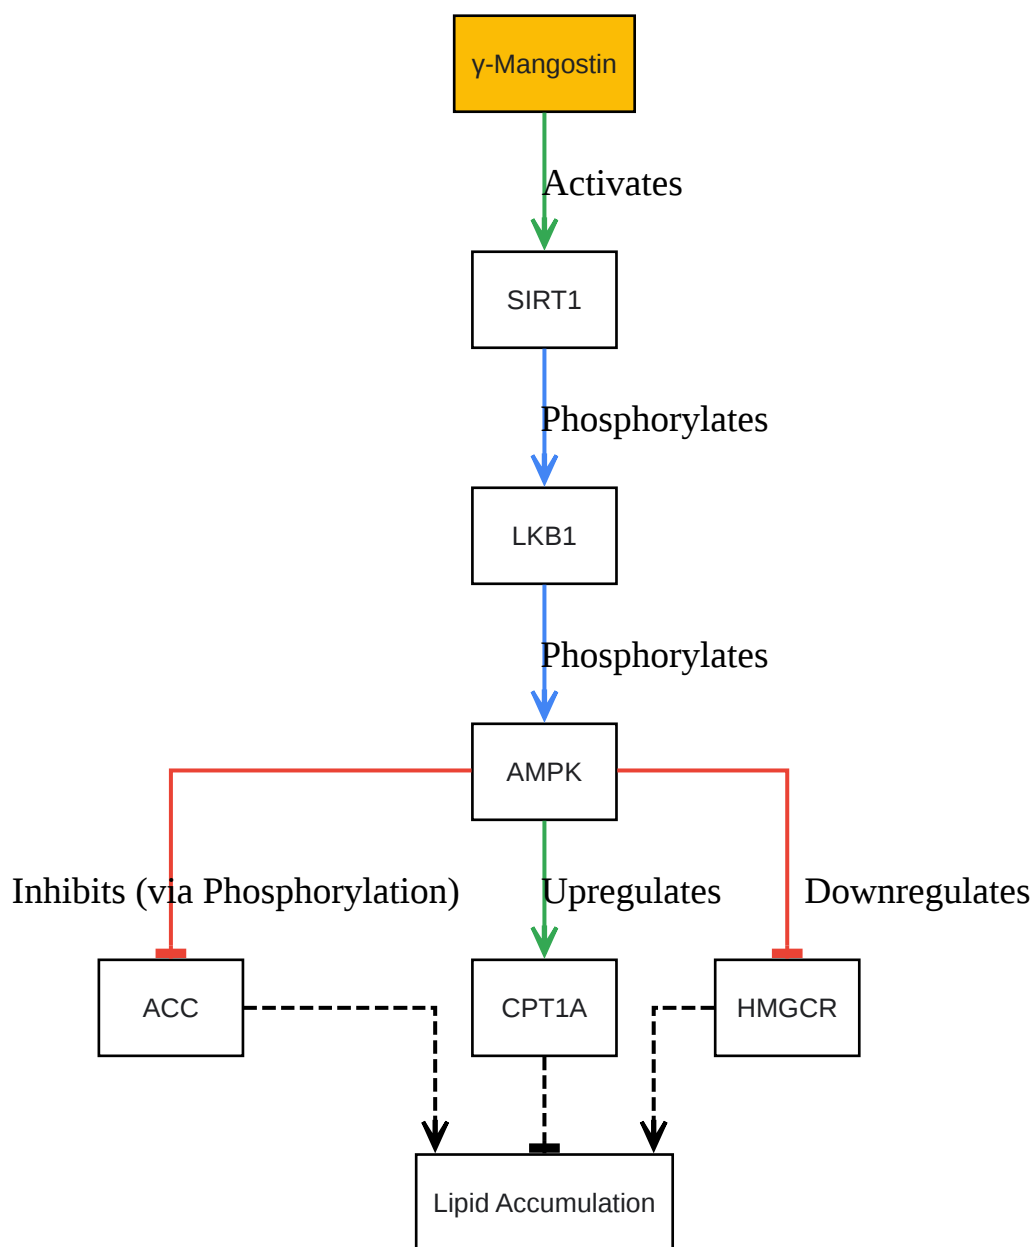 γ-Mangostin
Activates
SIRT1
Phosphorylates
LKB1
Phosphorylates
AMPK
Inhibits (via Phosphorylation)
Upregulates
Downregulates
ACC
CPT1A
HMGCR
Lipid Accumulation